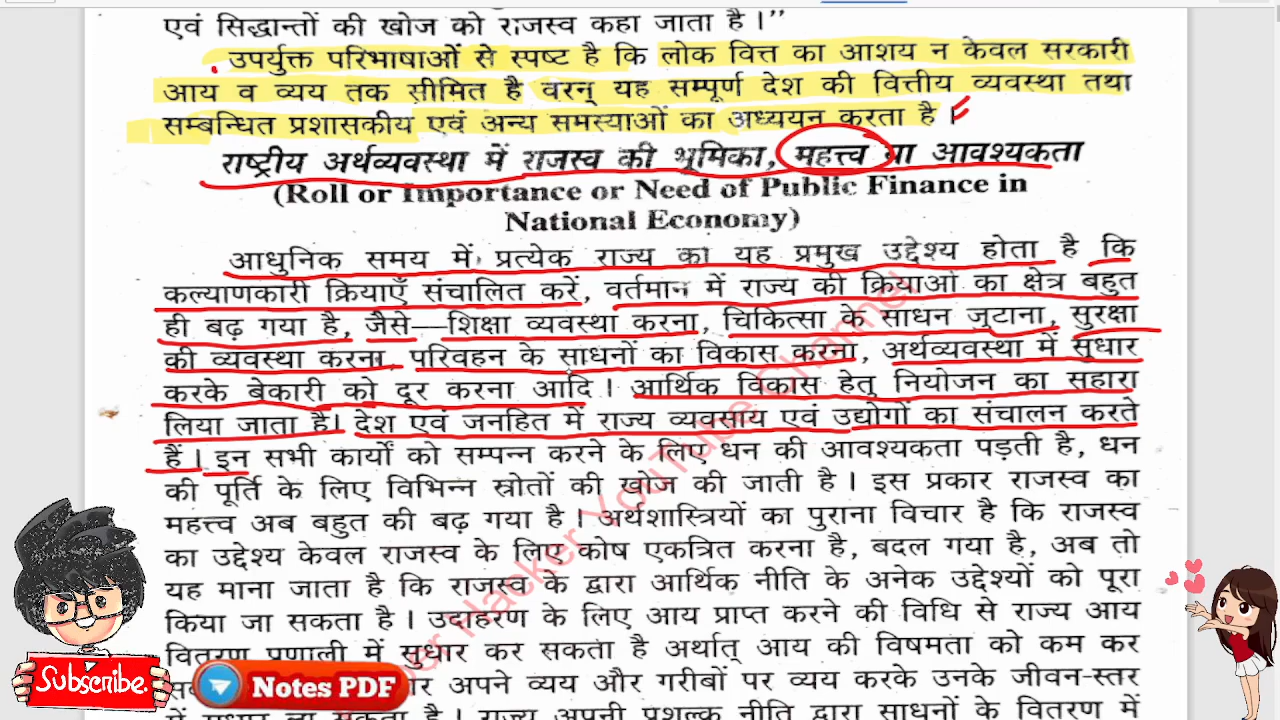 एवं सिद्धान्तों की खोज को राजस्व कहा जाता है।”
उपर्युक्त परिभाषाओं से स्पष्ट है कि लोक वित्त का आशय न केवल सरकारी
आय व व्यय तक सीमित है वरन् यह सम्पूर्ण देश की वित्तीय व्यवस्था तथा
सम्बन्धित प्रशासकीय एवं अन्य समस्याओं का अध्ययन करता है।
राष्ट्रीय अर्थव्यवस्था में राजस्व की भूमिका, महत्त्व या आवश्यकता
(Roll or Importance or Need of Public Finance in
National Economy)
आधुनिक समय में प्रत्येक राज्य का यह प्रमुख उद्देश्य होता है कि
कल्याणकारी क्रियाएँ संचालित करें, वर्तमान में राज्य की क्रियाओं का क्षेत्र बहुत
ही बढ़ गया है, जैसे—शिक्षा व्यवस्था करना, चिकित्सा के साधन जुटाना, सुरक्षा
की व्यवस्था करना, परिवहन के साधनों का विकास करना, अर्थव्यवस्था में सुधार
करके बेकारी को दूर करना आदि। आर्थिक विकास हेतु नियोजन का सहारा
लिया जाता है। देश एवं जनहित में राज्य व्यवसाय एवं उद्योगों का संचालन करते
हैं। इन सभी कार्यों को सम्पन्न करने के लिए धन की आवश्यकता पड़ती है, धन
की पूर्ति के लिए विभिन्न स्रोतों की खोज की जाती है। इस प्रकार राजस्व का
महत्त्व अब बहुत की बढ़ गया है। अर्थशास्त्रियों का पुराना विचार है कि राजस्व
का उद्देश्य केवल राजस्व के लिए कोष एकत्रित करना है, बदल गया है, अब तो
यह माना जाता है कि राजस्व के द्वारा आर्थिक नीति के अनेक उद्देश्यों को पूरा
किया जा सकता है। उदाहरण के लिए आय प्राप्त करने की विधि से राज्य आय
वितरण प्रणाली में सुधार कर सकता है अर्थात् आय की विषमता को कम कर
अपने व्यय और गरीबों पर व्यय करके उनके जीवन-स्तर
राज्य अपनी प्रशुल्क नीति द्वारा साधनों के वितरण में
Hacker YouTube Channel
Subscribe.
Notes PDF